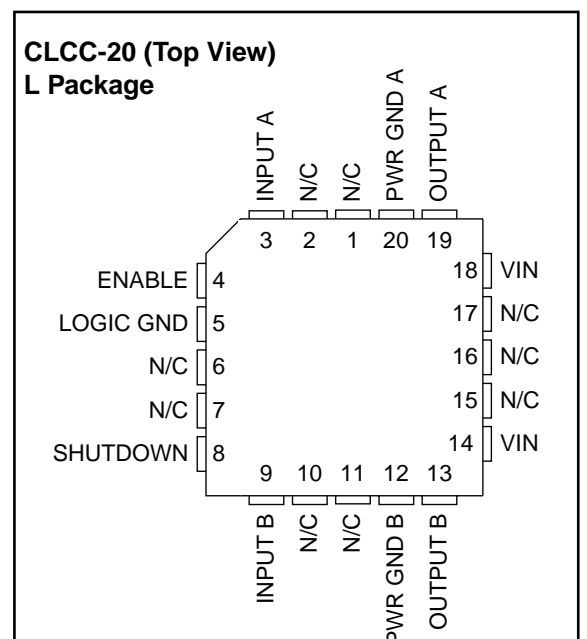 CLCC-20 (Top View)
L Package
INPUT A
N/C
N/C
PWR GND A
OUTPUT A
3 2 1 20 19
ENABLE 4
LOGIC GND 5
N/C 6
N/C 7
SHUTDOWN 8
18 VIN
17 N/C
16 N/C
15 N/C
14 VIN
9 10 11 12 13
INPUT B
N/C
N/C
PWR GND B
OUTPUT B